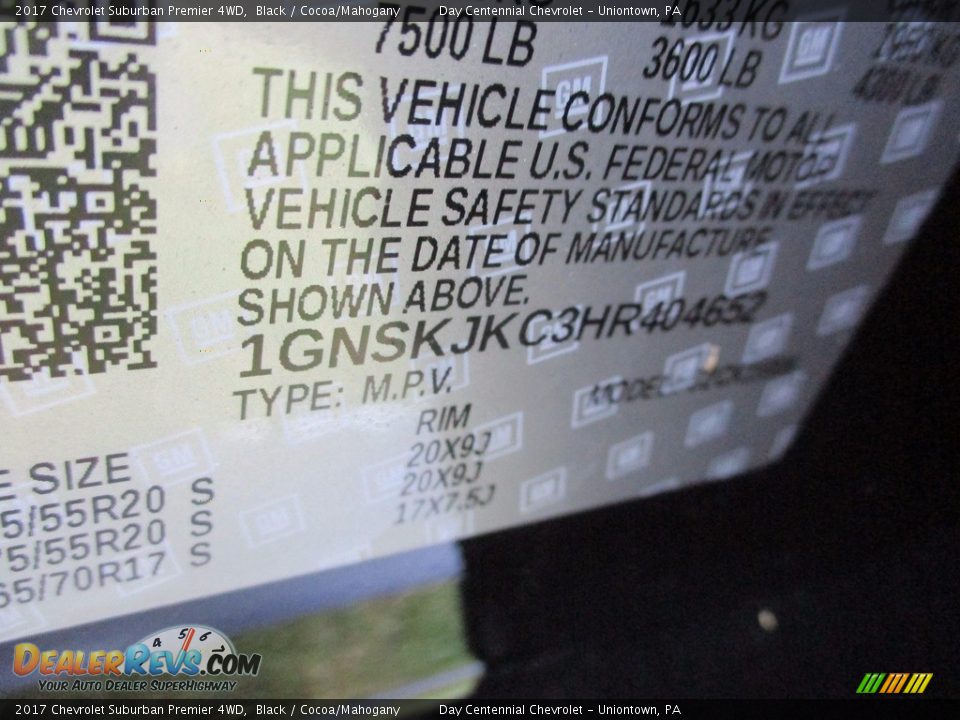 2017 Chevrolet Suburban Premier 4WD, Black / Cocoa/Mahogany Day Centennial Chevrolet - Uniontown, PA
7500 LB 3600 LB
THIS VEHICLE CONFORMS TO ALL
APPLICABLE U.S. FEDERAL MOTOR
VEHICLE SAFETY STANDARDS IN EFFECT
ON THE DATE OF MANUFACTURE
SHOWN ABOVE.
1GNSKJKC3HR404652
TYPE: M.P.V. MODEL:
RIM
E SIZE 20X9J
5/55R20 S 20X9J
75/55R20 S 17X7.5J
65/70R17 S
DEALERREVS.COM
YOUR AUTO DEALER SUPERHIGHWAY
2017 Chevrolet Suburban Premier 4WD, Black / Cocoa/Mahogany Day Centennial Chevrolet - Uniontown, PA